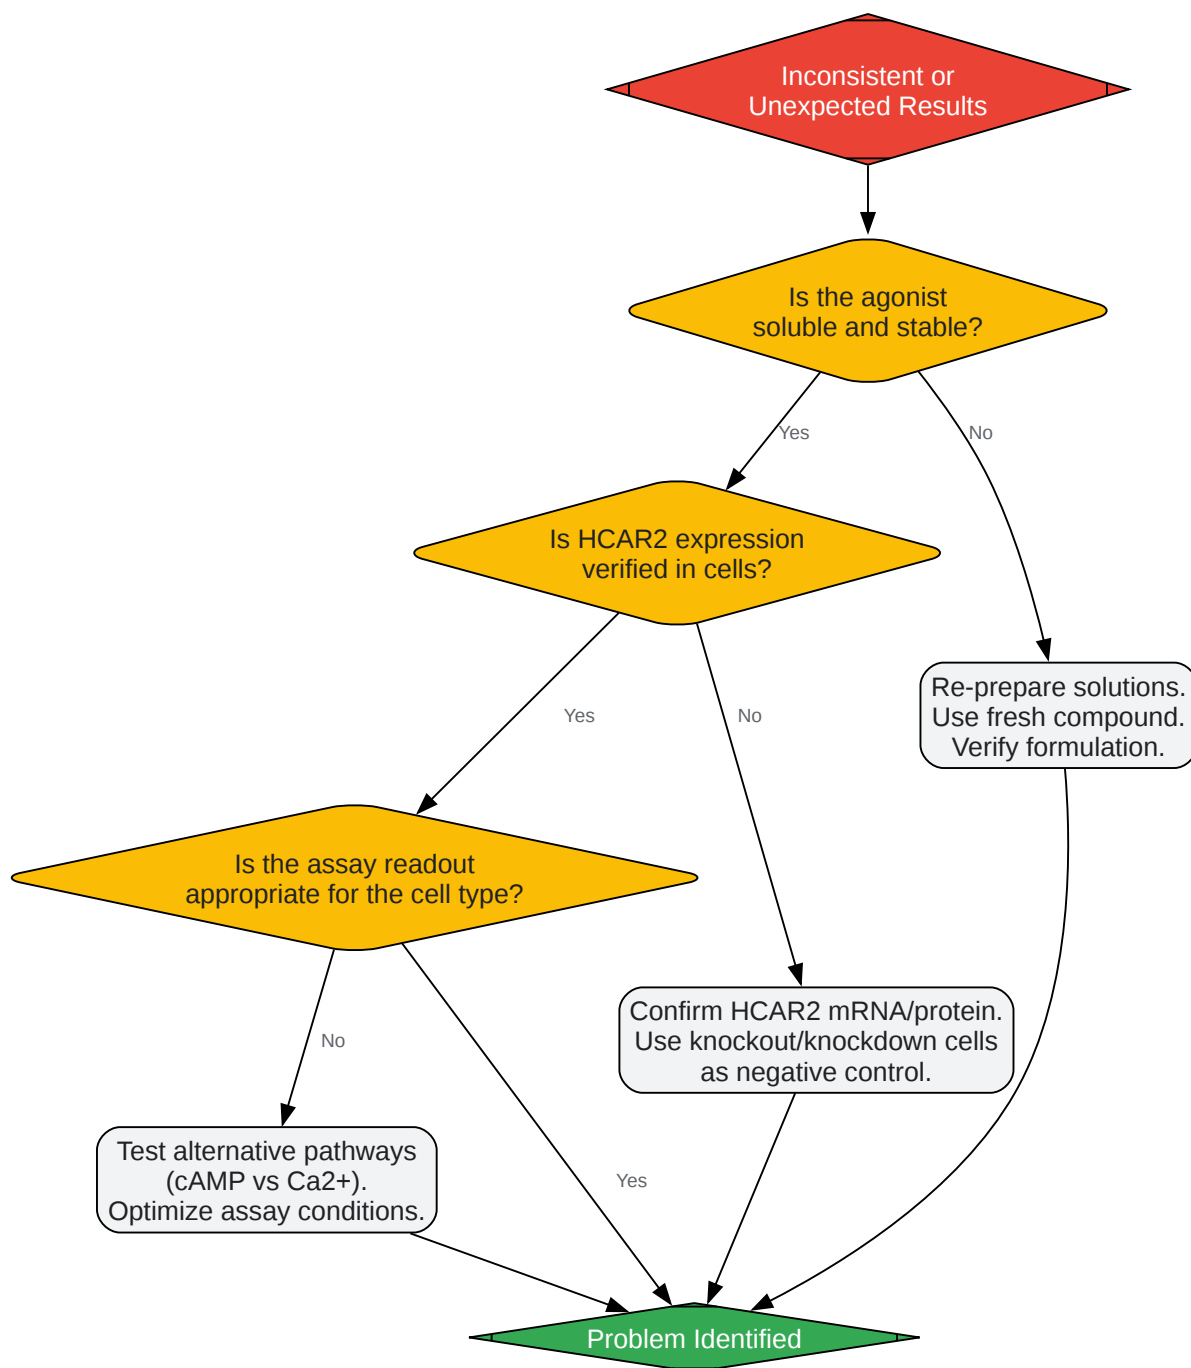 Inconsistent or
Unexpected Results
Is the agonist
soluble and stable?
Yes
No
Is HCAR2 expression
verified in cells?
Yes
No
Re-prepare solutions.
Use fresh compound.
Verify formulation.
Is the assay readout
appropriate for the cell type?
No
Yes
Confirm HCAR2 mRNA/protein.
Use knockout/knockdown cells
as negative control.
Test alternative pathways
(cAMP vs Ca2+).
Optimize assay conditions.
Problem Identified